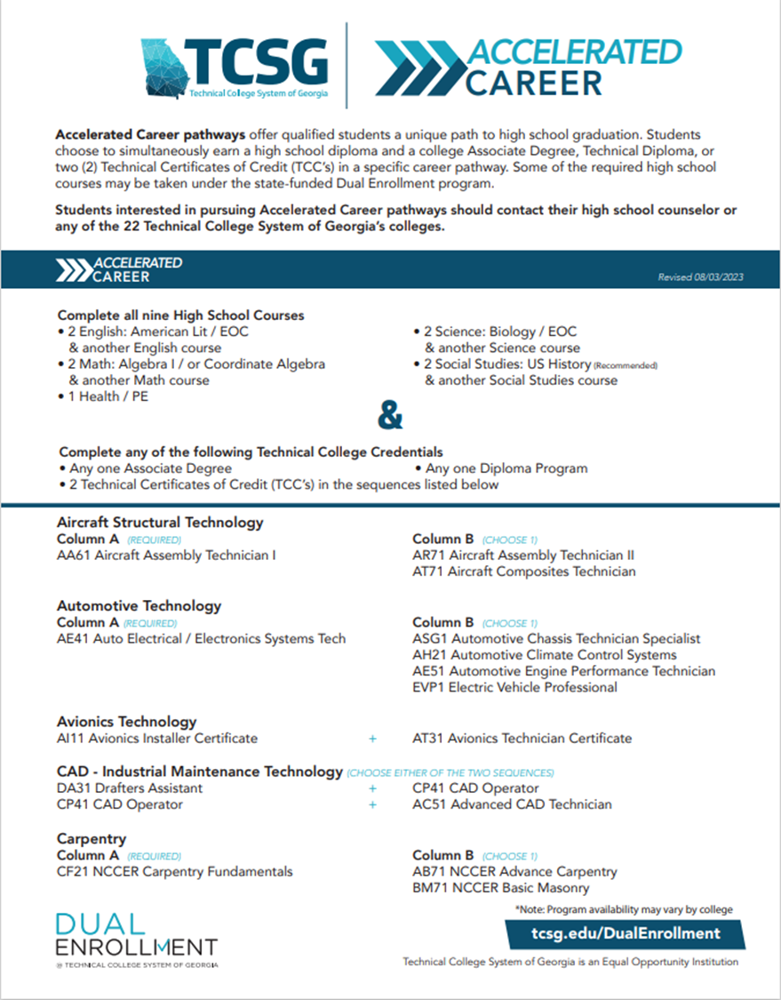 TCSG
Technical College System of Georgia
ACCELERATED
CAREER
Accelerated Career pathways offer qualified students a unique path to high school graduation. Students
choose to simultaneously earn a high school diploma and a college Associate Degree, Technical Diploma, or
two (2) Technical Certificates of Credit (TCC's) in a specific career pathway. Some of the required high school
courses may be taken under the state-funded Dual Enrollment program.
Students interested in pursuing Accelerated Career pathways should contact their high school counselor or
any of the 22 Technical College System of Georgia's colleges.
ACCELERATED
CAREER
Revised 08/03/2023
Complete all nine High School Courses
• 2 English: American Lit / EOC
& another English course
• 2 Math: Algebra I / or Coordinate Algebra
& another Math course
• 1 Health / PE
• 2 Science: Biology / EOC
& another Science course
• 2 Social Studies: US History (Recommended)
& another Social Studies course
&
Complete any of the following Technical College Credentials
• Any one Associate Degree
• Any one Diploma Program
• 2 Technical Certificates of Credit (TCC's) in the sequences listed below
Aircraft Structural Technology
Column A (REQUIRED)
AA61 Aircraft Assembly Technician I
Column B (CHOOSE 1)
AR71 Aircraft Assembly Technician II
AT71 Aircraft Composites Technician
Automotive Technology
Column A (REQUIRED)
AE41 Auto Electrical / Electronics Systems Tech
Column B (CHOOSE 1)
ASG1 Automotive Chassis Technician Specialist
AH21 Automotive Climate Control Systems
AE51 Automotive Engine Performance Technician
EVP1 Electric Vehicle Professional
Avionics Technology
AI11 Avionics Installer Certificate + AT31 Avionics Technician Certificate
CAD - Industrial Maintenance Technology (CHOOSE EITHER OF THE TWO SEQUENCES)
DA31 Drafters Assistant + CP41 CAD Operator
CP41 CAD Operator + AC51 Advanced CAD Technician
Carpentry
Column A (REQUIRED)
CF21 NCCER Carpentry Fundamentals
Column B (CHOOSE 1)
AB71 NCCER Advance Carpentry
BM71 NCCER Basic Masonry
*Note: Program availability may vary by college
DUAL
ENROLLMENT
@ TECHNICAL COLLEGE SYSTEM OF GEORGIA
tcsg.edu/DualEnrollment
Technical College System of Georgia is an Equal Opportunity Institution